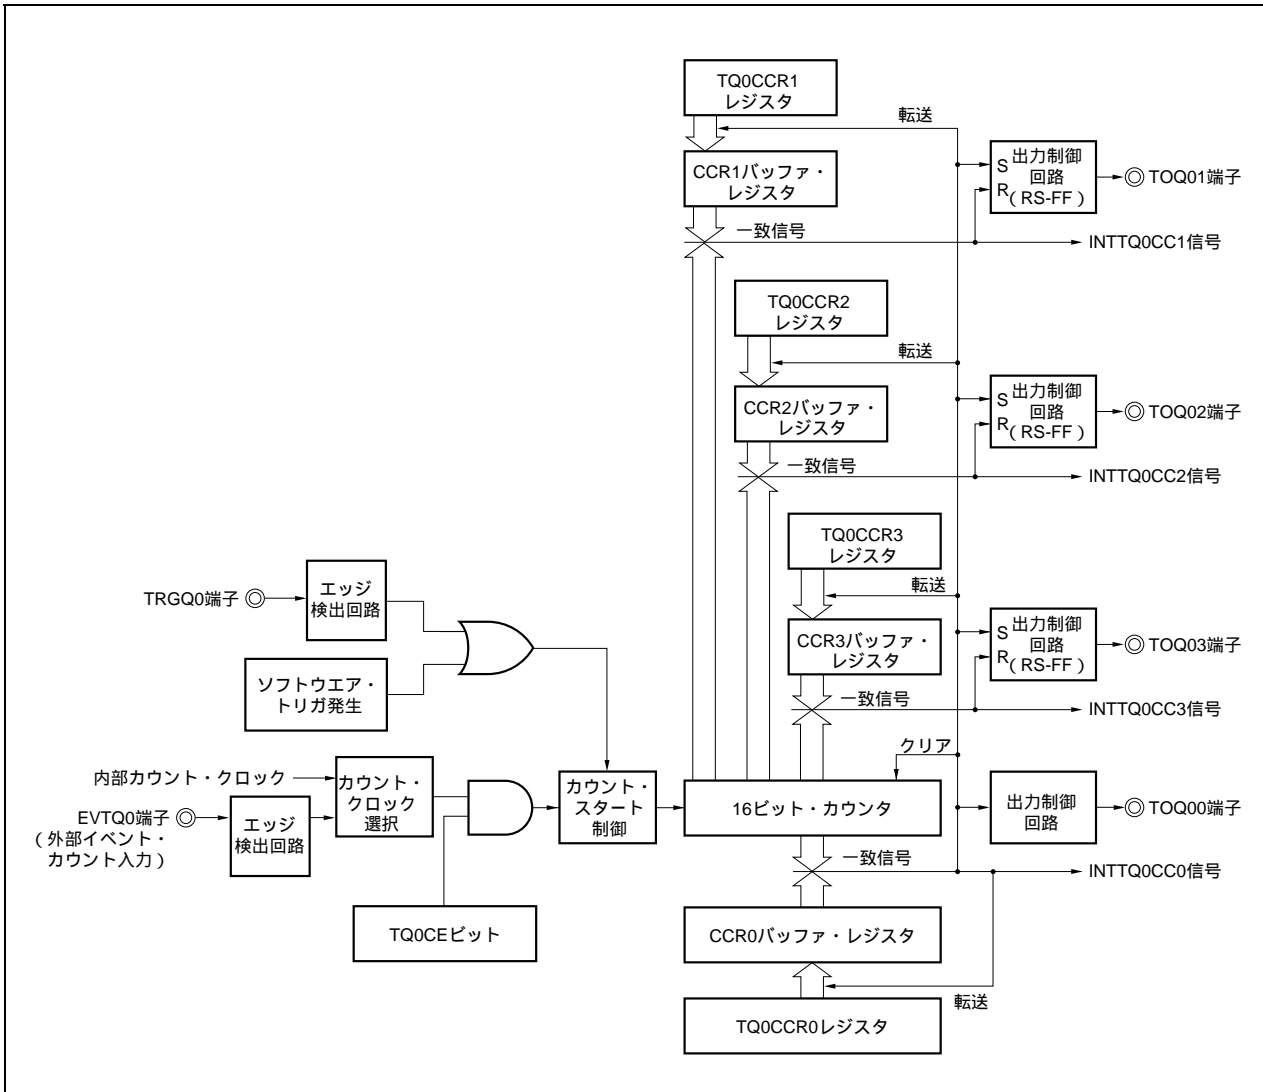 TQ0CCR1
レジスタ
転送
CCR1バッファ・
レジスタ
S 出力制御
回路
R
( RS-FF )
TOQ01端子
一致信号
INTTQ0CC1信号
TQ0CCR2
レジスタ
転送
CCR2バッファ・
レジスタ
S 出力制御
回路
R
( RS-FF )
TOQ02端子
一致信号
INTTQ0CC2信号
TQ0CCR3
レジスタ
転送
TRGQ0端子
エッジ
検出回路
CCR3バッファ・
レジスタ
S 出力制御
回路
R
( RS-FF )
TOQ03端子
ソフトウエア・
トリガ発生
一致信号
INTTQ0CC3信号
クリア
内部カウント・クロック
カウント・
クロック
選択
EVTQ0端子
( 外部イベント・
カウント入力 )
エッジ
検出回路
カウント・
スタート
制御
16ビット・カウンタ
出力制御
回路
TOQ00端子
一致信号
INTTQ0CC0信号
TQ0CEビット
CCR0バッファ・レジスタ
転送
TQ0CCR0レジスタ